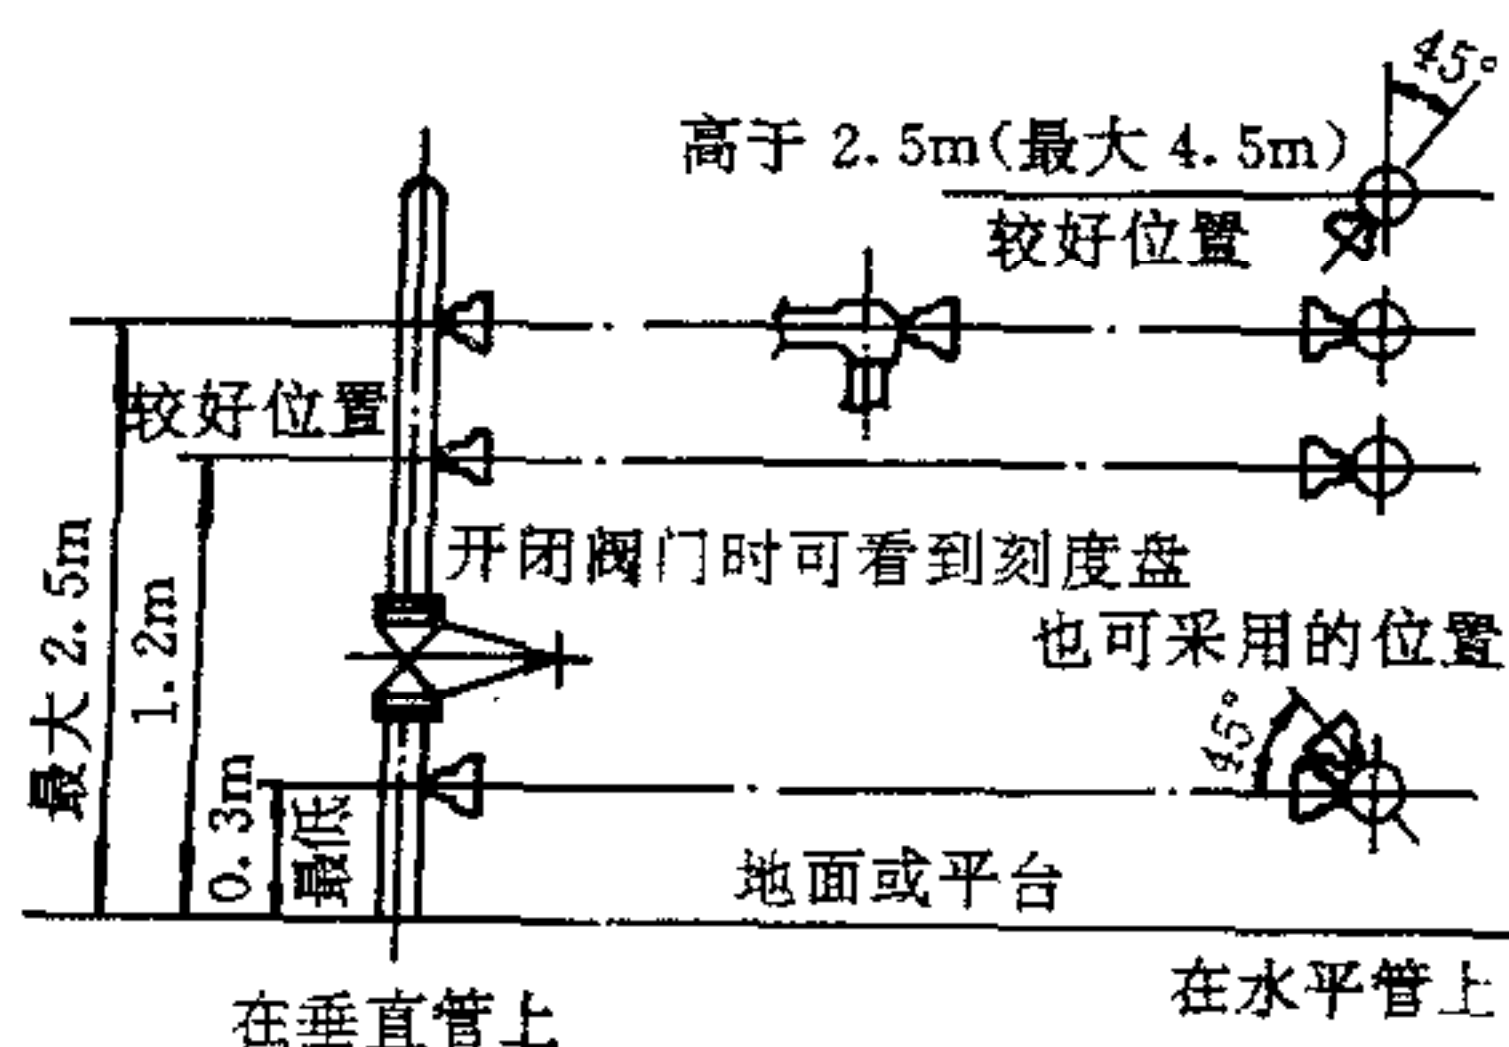 45°
高于 2.5m(最大 4.5m)
较好位置
较好位置
开闭阀门时可看到刻度盘
也可采用的位置
最大 2.5m
1.2m
0.3m
最低
45°
地面或平台
在垂直管上
在水平管上